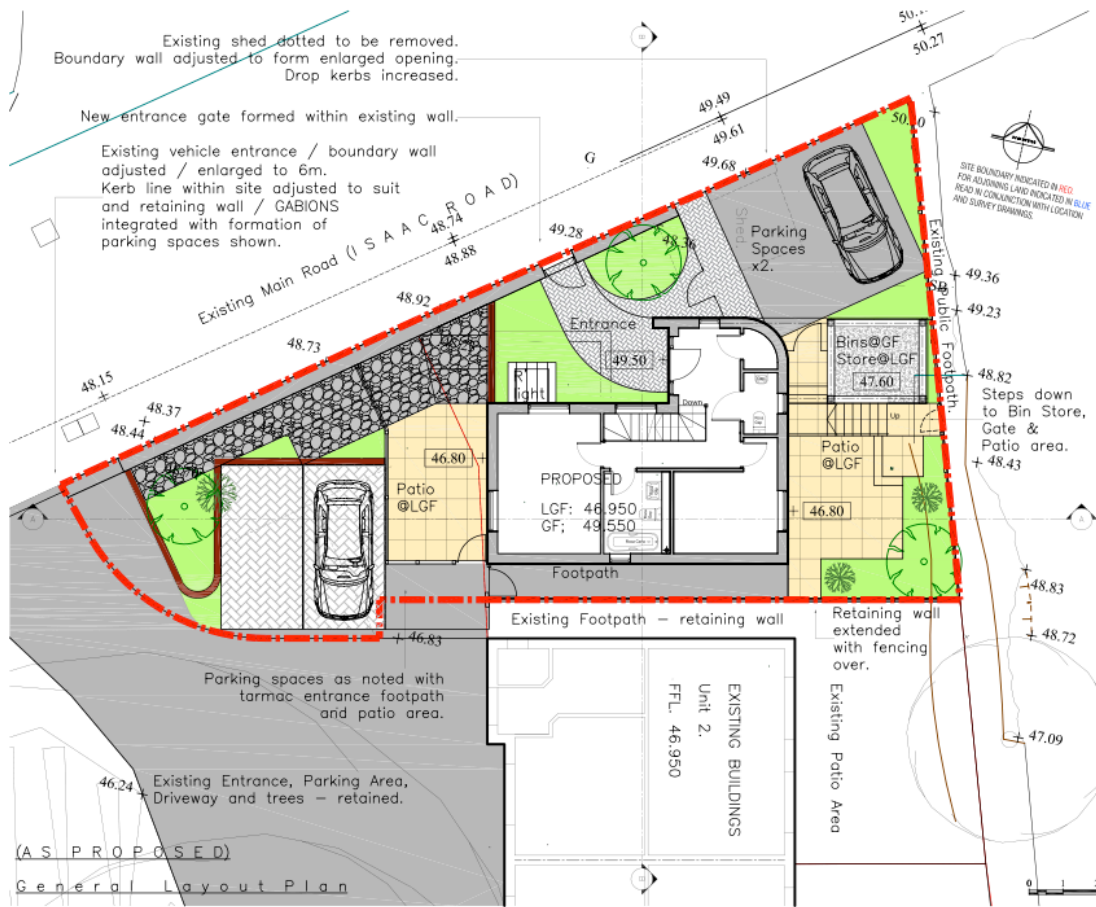 Existing shed dotted to be removed.
Boundary wall adjusted to form enlarged opening.
Drop kerbs increased.
New entrance gate formed within existing wall.
Existing vehicle entrance / boundary wall
adjusted / enlarged to 6m.
Kerb line within site adjusted to suit
and retaining wall / GABIONS
integrated with formation of
parking spaces shown.
50.27
49.49
49.61
49.68
G
Existing Main Road (ISAAC ROAD)
48.74
48.88
49.28
48.36
48.92
48.73
48.15
48.37
48.44
SITE BOUNDARY INDICATED IN RED
FOR ADJOINING LAND INDICATED IN BLUE
READ IN CONJUNCTION WITH LOCATION
AND SURVEY DRAWINGS.
Shed
Parking
Spaces
x2.
Existing Public Footpath
49.36
49.23
48.82
Entrance
49.50
Bins@GF
Store@LGF
47.60
Steps down
to Bin Store,
Gate &
Patio area.
48.43
R'
light
Down
Up
46.80
Patio
@LGF
PROPOSED
LGF: 46.950
GF; 49.550
Patio
@LGF
46.80
Footpath
48.83
48.72
Existing Footpath – retaining wall
Retaining wall
extended
with fencing
over.
46.83
Parking spaces as noted with
tarmac entrance footpath
and patio area.
EXISTING BUILDINGS
Unit 2.
FFL. 46.950
Existing Patio Area
47.09
46.24
Existing Entrance, Parking Area,
Driveway and trees – retained.
(AS PROPOSED)
General Layout Plan
0 1